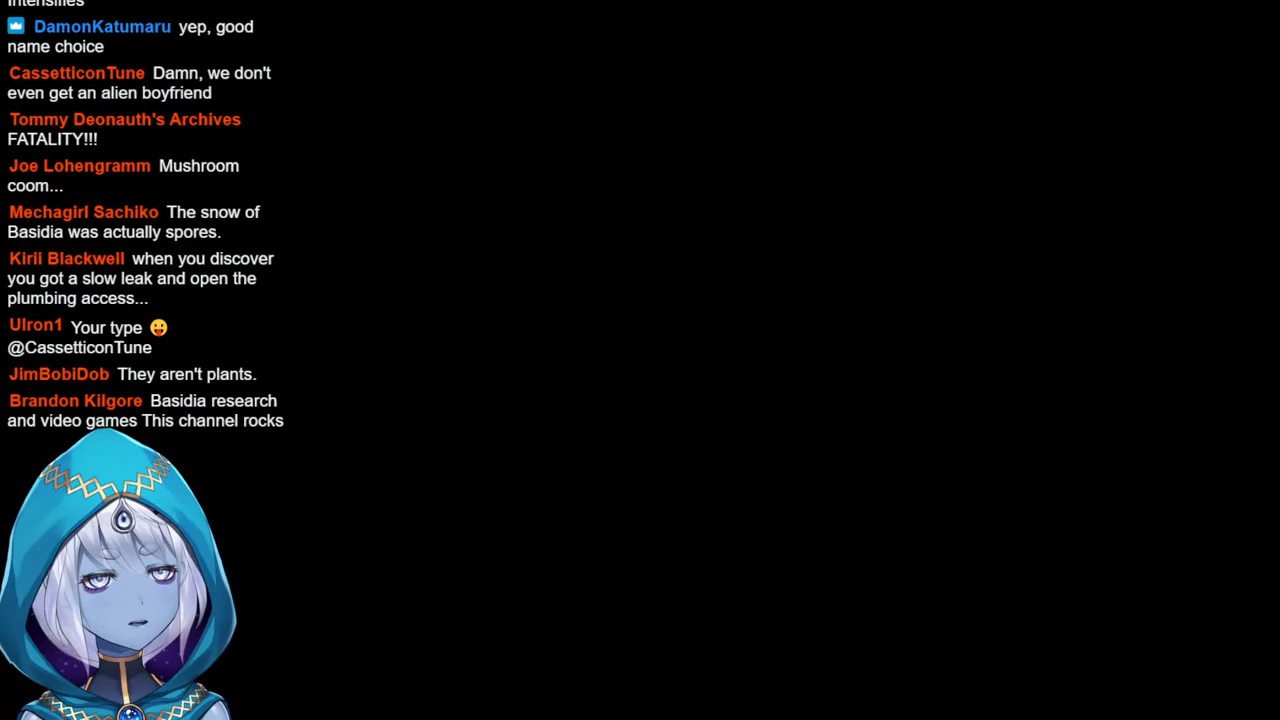 intensifies
DamonKatumaru yep, good
name choice
CassetticonTune Damn, we don't
even get an alien boyfriend
Tommy Deonauth's Archives
FATALITY!!!
Joe Lohengramm Mushroom
coom...
Mechagirl Sachiko The snow of
Basidia was actually spores.
Kirii Blackwell when you discover
you got a slow leak and open the
plumbing access...
Ulron1 Your type 😛
@CassetticonTune
JimBobiDob They aren't plants.
Brandon Kilgore Basidia research
and video games This channel rocks